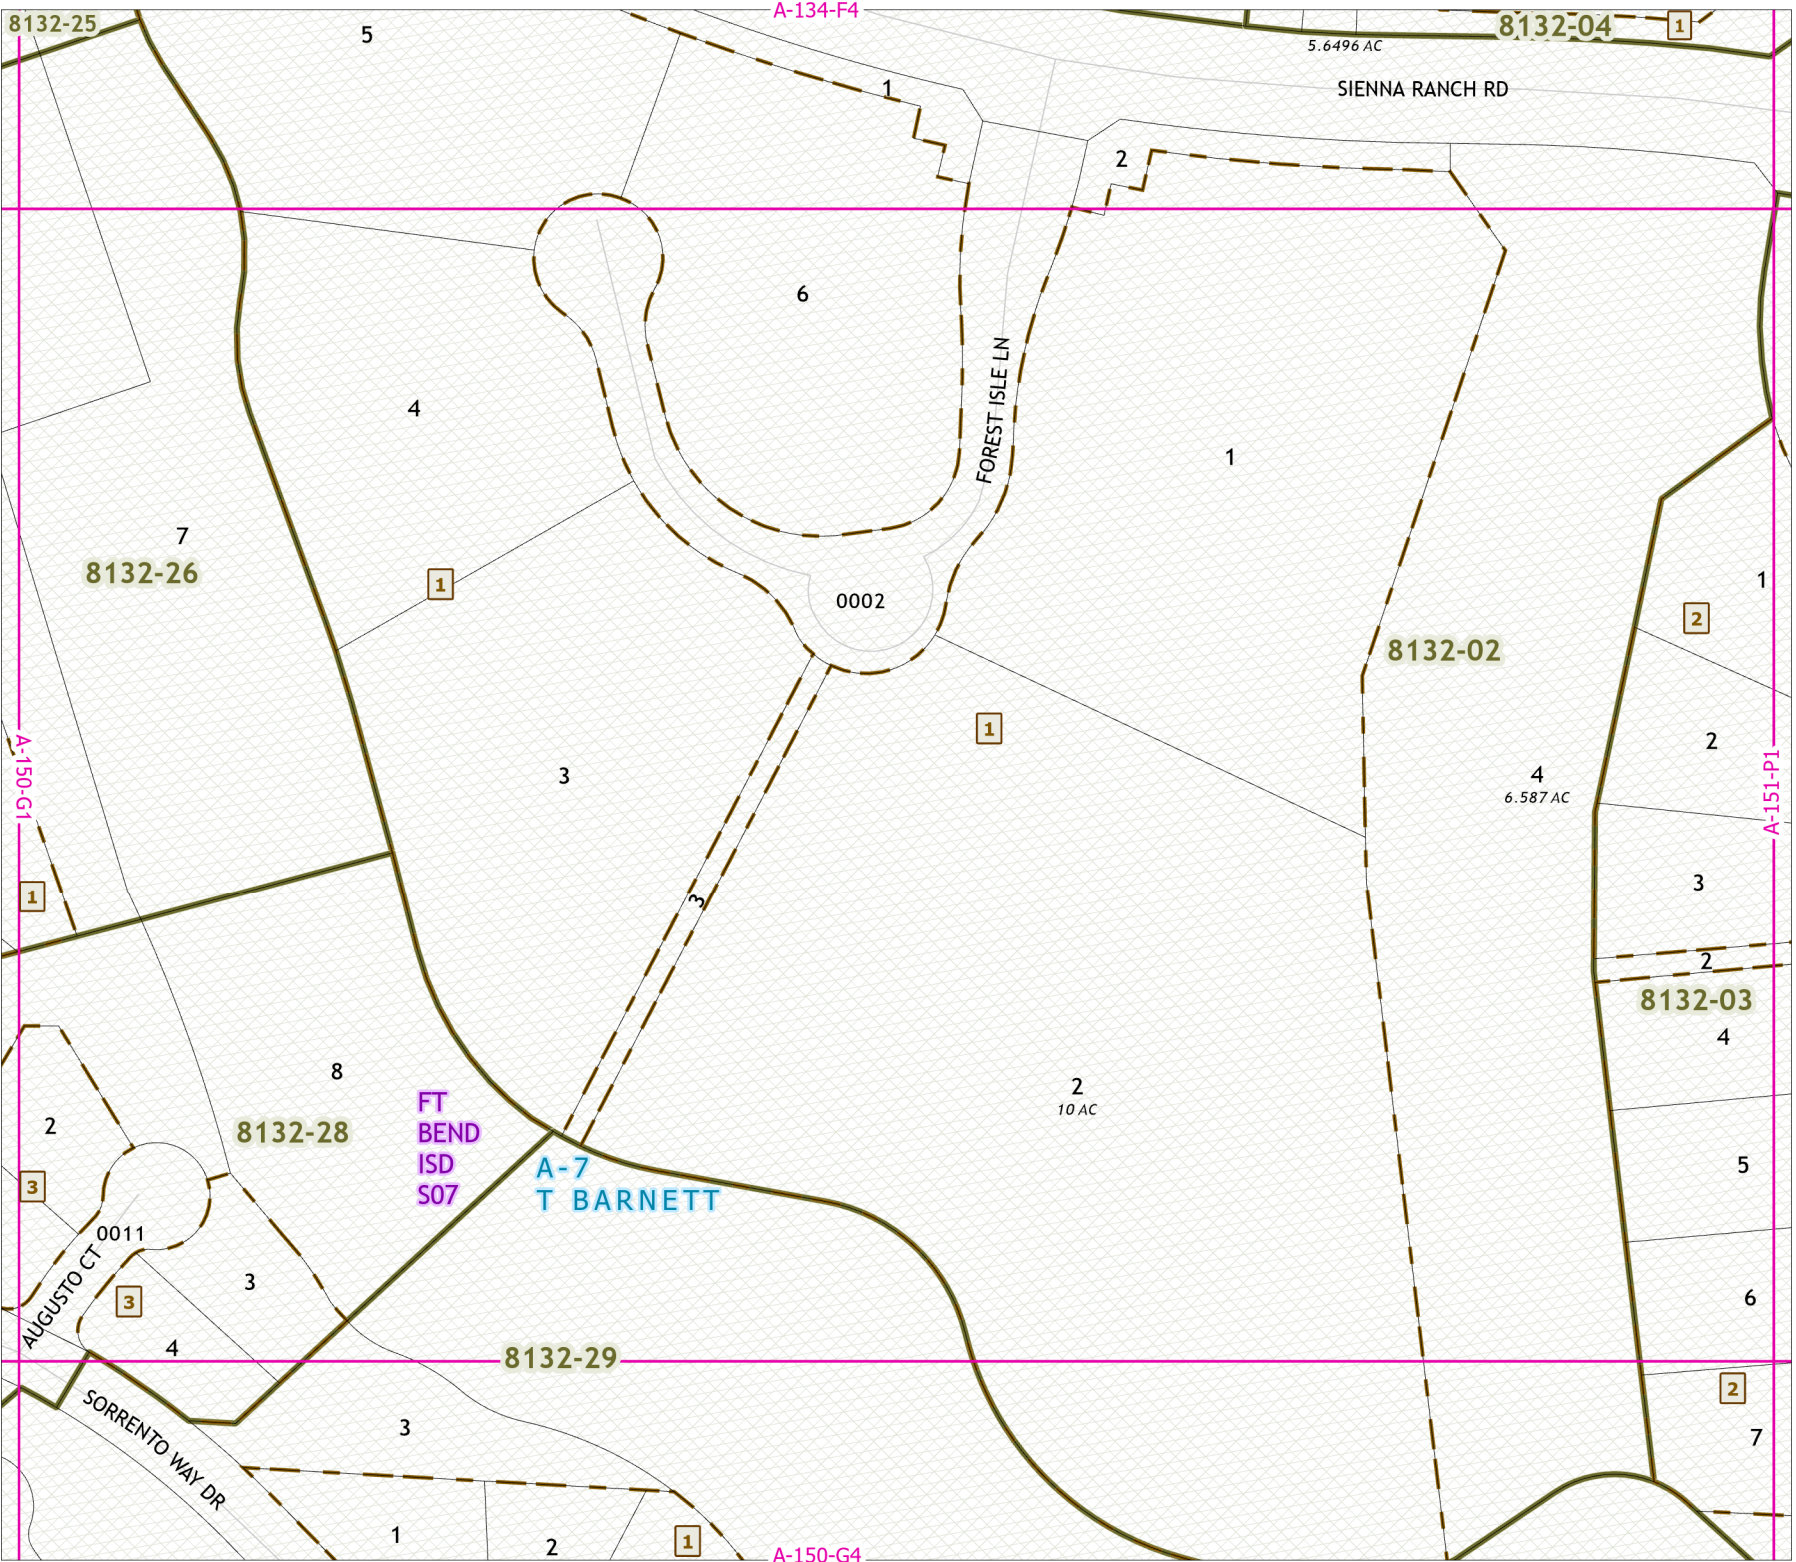 A-134-F4
8132-25
5
8132-04
1
5.6496 AC
1
SIENNA RANCH RD
2
6
4
FOREST ISLE LN
1
7
8132-26
1
0002
1
2
8132-02
1
2
3
4
6.587 AC
A-150-G1
A-151-P1
1
3
3
2
8132-03
4
8
2
10 AC
FT
BEND
ISD
S07
2
8132-28
A-7
T BARNETT
5
3
0011
AUGUSTO CT
3
3
6
4
8132-29
2
SORRENTO WAY DR
3
7
1
2
1
A-150-G4